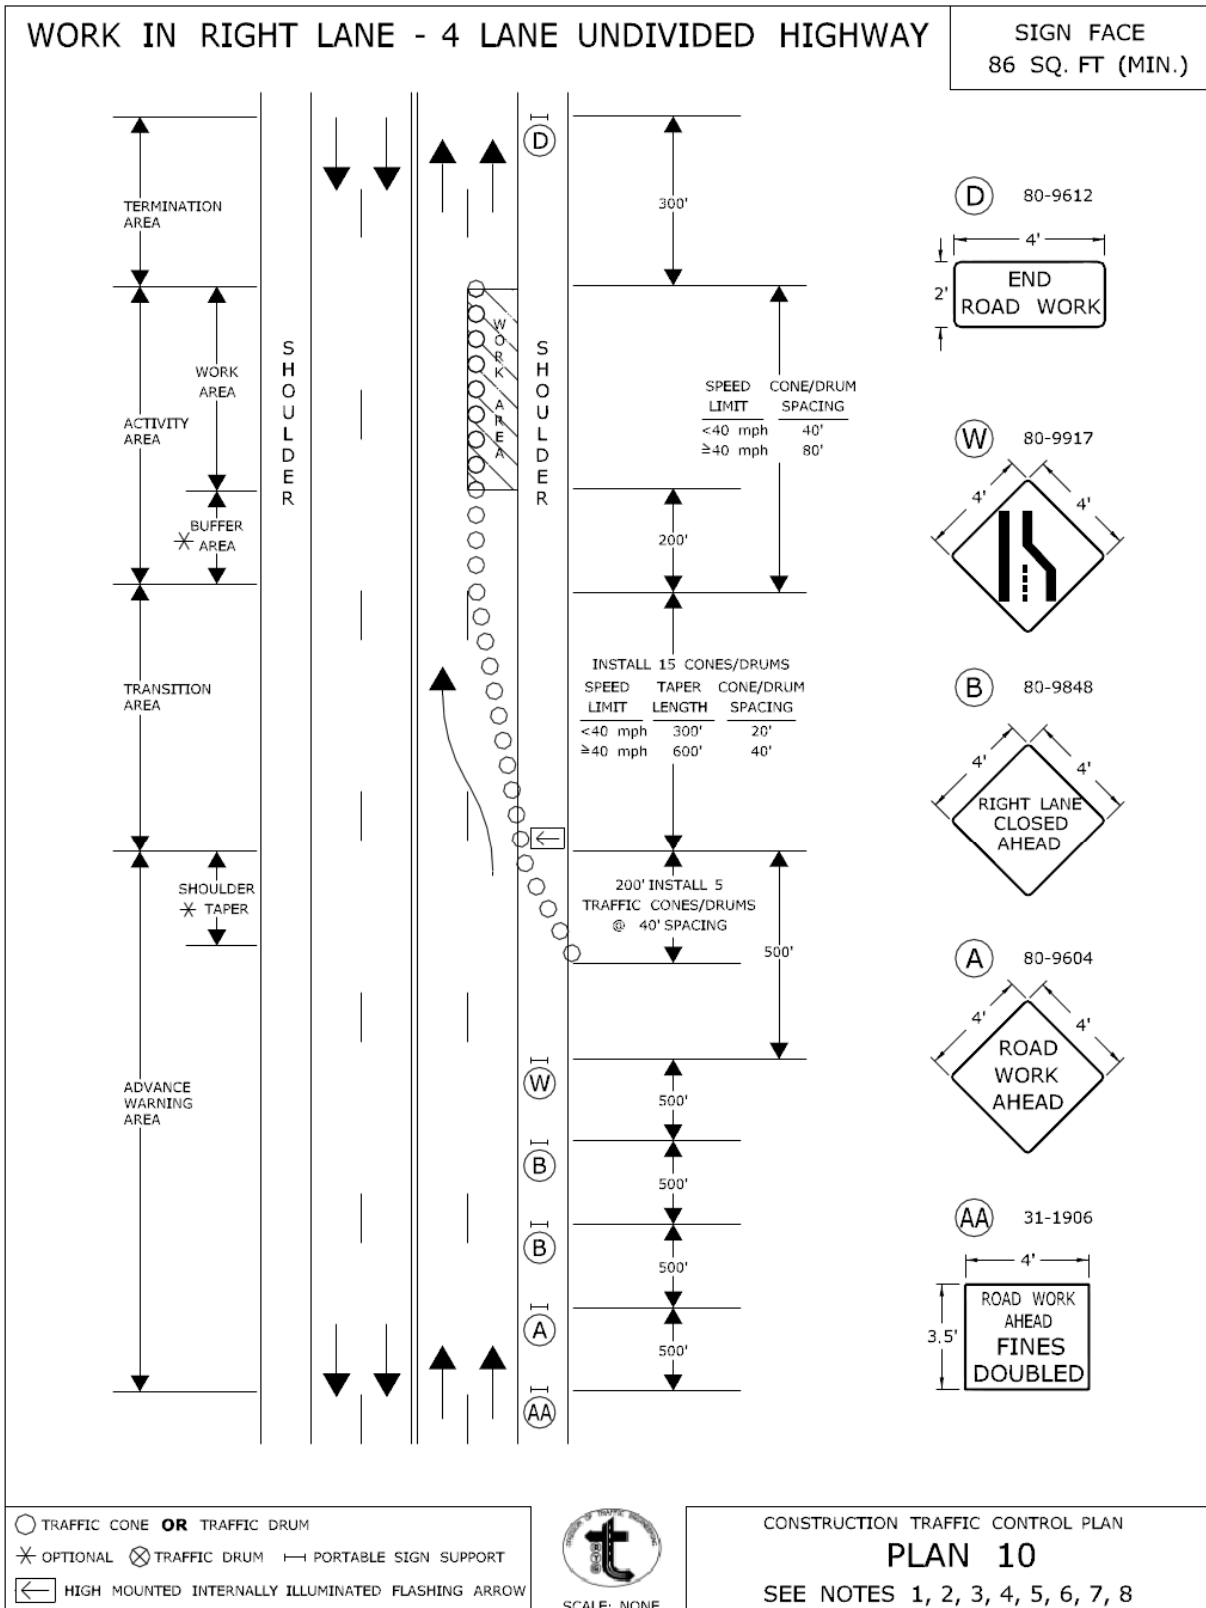 WORK IN RIGHT LANE - 4 LANE UNDIVIDED HIGHWAY
SIGN FACE
86 SQ. FT (MIN.)
D
300'
TERMINATION
AREA
D 80-9612
4'
2'
END
ROAD WORK
SHOULDER
WORK AREA
SHOULDER
WORK
AREA
ACTIVITY
AREA
BUFFER
AREA
SPEED CONE/DRUM
LIMIT SPACING
<40 mph 40'
≥40 mph 80'
200'
W 80-9917
4' 4'
TRANSITION
AREA
INSTALL 15 CONES/DRUMS
SPEED TAPER CONE/DRUM
LIMIT LENGTH SPACING
<40 mph 300' 20'
≥40 mph 600' 40'
B 80-9848
4' 4'
RIGHT LANE
CLOSED
AHEAD
SHOULDER
TAPER
200' INSTALL 5
TRAFFIC CONES/DRUMS
@ 40' SPACING
500'
A 80-9604
4' 4'
ROAD
WORK
AHEAD
ADVANCE
WARNING
AREA
W
500'
B
500'
B
500'
A
500'
AA
AA 31-1906
4'
3.5'
ROAD WORK
AHEAD
FINES
DOUBLED
TRAFFIC CONE OR TRAFFIC DRUM
OPTIONAL TRAFFIC DRUM PORTABLE SIGN SUPPORT
HIGH MOUNTED INTERNALLY ILLUMINATED FLASHING ARROW
DIVISION OF TRAFFIC ENGINEERING
t
SCALE: NONE
CONSTRUCTION TRAFFIC CONTROL PLAN
PLAN 10
SEE NOTES 1, 2, 3, 4, 5, 6, 7, 8